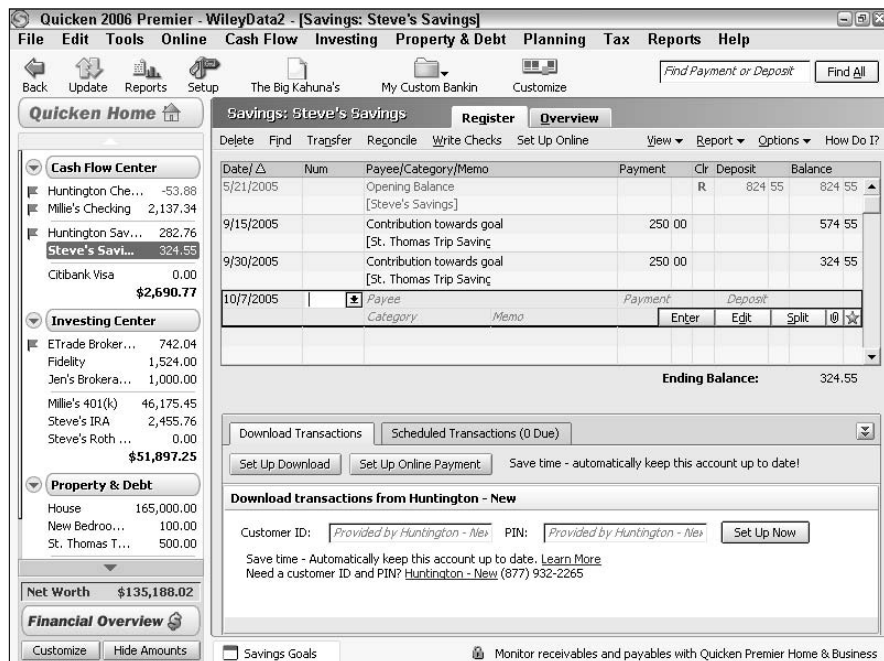 Quicken 2006 Premier - WileyData2 - [Savings: Steve's Savings]
File Edit Tools Online Cash Flow Investing Property & Debt Planning Tax Reports Help
Back Update Reports Setup The Big Kahuna's My Custom Bankin Customize Find Payment or Deposit Find All
Quicken Home
Cash Flow Center
Huntington Che... -53.88
Millie's Checking 2,137.34
Huntington Sav... 282.76
Steve's Savi... 324.55
Citibank Visa 0.00
$2,690.77
Investing Center
ETrade Broker... 742.04
Fidelity 1,524.00
Jen's Brokera... 1,000.00
Millie's 401(k) 46,175.45
Steve's IRA 2,455.76
Steve's Roth ... 0.00
$51,897.25
Property & Debt
House 165,000.00
New Bedroo... 100.00
St. Thomas T... 500.00
Net Worth $135,188.02
Financial Overview
Customize Hide Amounts
Savings: Steve's Savings Register Overview
Delete Find Transfer Reconcile Write Checks Set Up Online View Report Options How Do I?
Date/ Num Payee/Category/Memo Payment Clr Deposit Balance
5/21/2005 Opening Balance R 824 55 824 55
[Steve's Savings]
9/15/2005 Contribution towards goal 250 00 574 55
[St. Thomas Trip Saving
9/30/2005 Contribution towards goal 250 00 324 55
[St. Thomas Trip Saving
10/7/2005 Payee Payment Deposit
Category Memo Enter Edit Split
Ending Balance: 324.55
Download Transactions Scheduled Transactions (0 Due)
Set Up Download Set Up Online Payment Save time - automatically keep this account up to date!
Download transactions from Huntington - New
Customer ID: Provided by Huntington - New PIN: Provided by Huntington - New Set Up Now
Save time - Automatically keep this account up to date. Learn More
Need a customer ID and PIN? Huntington - New (877) 932-2265
Savings Goals Monitor receivables and payables with Quicken Premier Home & Business